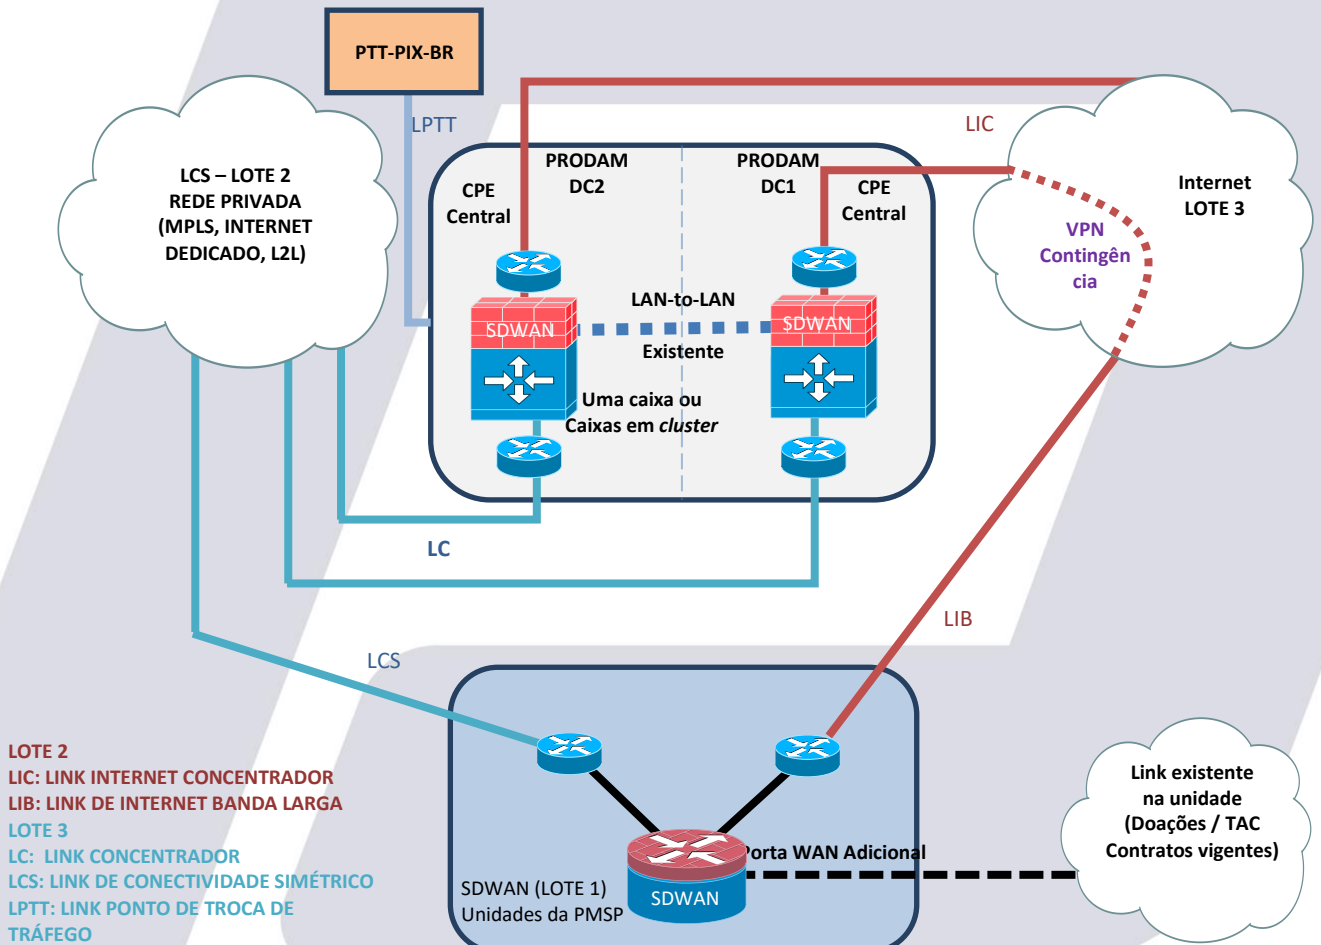 PTT-PIX-BR
LPTT
LIC
LCS – LOTE 2
REDE PRIVADA
(MPLS, INTERNET
DEDICADO, L2L)
PRODAM
DC2
PRODAM
DC1
CPE
Central
CPE
Central
Internet
LOTE 3
VPN
Contingên
cia
LAN-to-LAN
SDWAN
SDWAN
Existente
Uma caixa ou
Caixas em cluster
LC
LIB
LCS
LOTE 2
LIC: LINK INTERNET CONCENTRADOR
LIB: LINK DE INTERNET BANDA LARGA
LOTE 3
LC: LINK CONCENTRADOR
LCS: LINK DE CONECTIVIDADE SIMÉTRICO
LPTT: LINK PONTO DE TROCA DE
TRÁFEGO
Porta WAN Adicional
SDWAN
SDWAN (LOTE 1)
Unidades da PMSP
Link existente
na unidade
(Doações / TAC
Contratos vigentes)